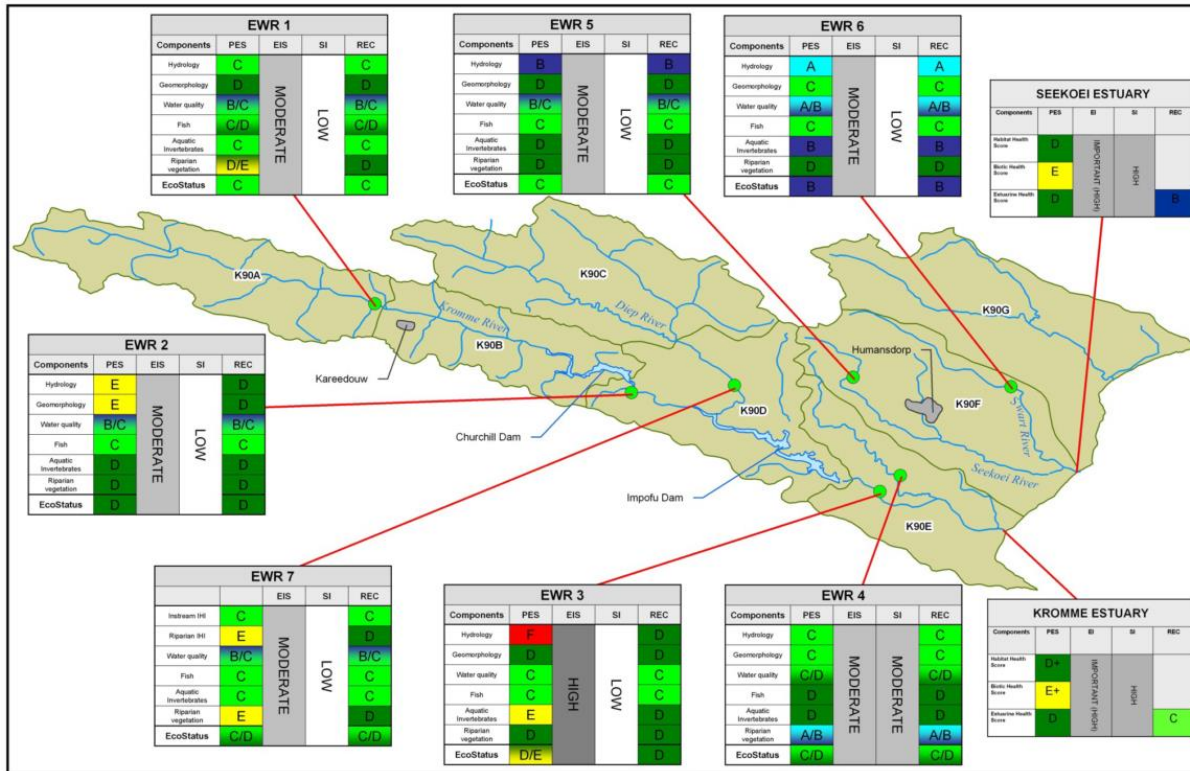 EWR 1
Components PES EIS SI REC
Hydrology C C
Geomorphology D D
Water quality B/C B/C
Fish C/D C/D
Aquatic
Invertebrates C C
Riparian
vegetation D/E D
EcoStatus C C
MODERATE
LOW
EWR 5
Components PES EIS SI REC
Hydrology B B
Geomorphology D D
Water quality B/C B/C
Fish C C
Aquatic
Invertebrates D D
Riparian
vegetation D D
EcoStatus C C
MODERATE
LOW
EWR 6
Components PES EIS SI REC
Hydrology A A
Geomorphology C C
Water quality A/B A/B
Fish C C
Aquatic
Invertebrates B B
Riparian
vegetation D D
EcoStatus B B
MODERATE
LOW
SEEKOEI ESTUARY
Components PES EI SI REC
Habitat Health
Score D
Biotic Health
Score E
Estuarine Health
Score D B
IMPORTANT (HIGH)
HIGH
K90A
K90C
K90G
Kromme River
Diep River
K90B
Kareedouw
Humansdorp
K90D
K90F
Swart River
Churchill Dam
Seekoei River
Impofu Dam
K90E
EWR 2
Components PES EIS SI REC
Hydrology E D
Geomorphology E D
Water quality B/C B/C
Fish C C
Aquatic
Invertebrates D D
Riparian
vegetation D D
EcoStatus D D
MODERATE
LOW
EWR 7
EIS SI REC
Instream IHI C C
Riparian IHI E D
Water quality B/C B/C
Fish C C
Aquatic
Invertebrates C C
Riparian
vegetation E D
EcoStatus C/D C/D
MODERATE
LOW
EWR 3
Components PES EIS SI REC
Hydrology F D
Geomorphology D D
Water quality C C
Fish C C
Aquatic
Invertebrates E D
Riparian
vegetation D D
EcoStatus D/E D
HIGH
LOW
EWR 4
Components PES EIS SI REC
Hydrology C C
Geomorphology C C
Water quality C/D C/D
Fish D D
Aquatic
Invertebrates D D
Riparian
vegetation A/B A/B
EcoStatus C/D C/D
MODERATE
MODERATE
KROMME ESTUARY
Components PES EI SI REC
Habitat Health
Score D+
Biotic Health
Score E+
Estuarine Health
Score D C
IMPORTANT (HIGH)
HIGH